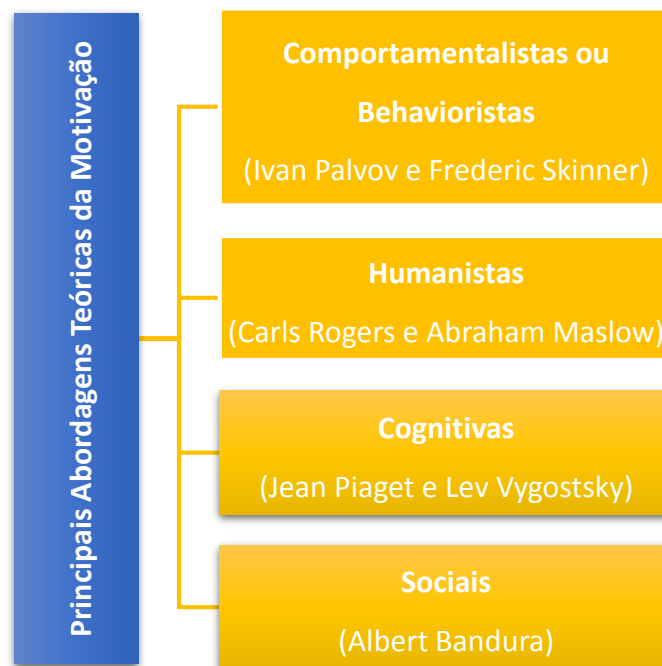 Principais Abordagens Teóricas da Motivação
Comportamentalistas ou
Behavioristas
(Ivan Palvov e Frederic Skinner)
Humanistas
(Carls Rogers e Abraham Maslow)
Cognitivas
(Jean Piaget e Lev Vygostsky)
Sociais
(Albert Bandura)